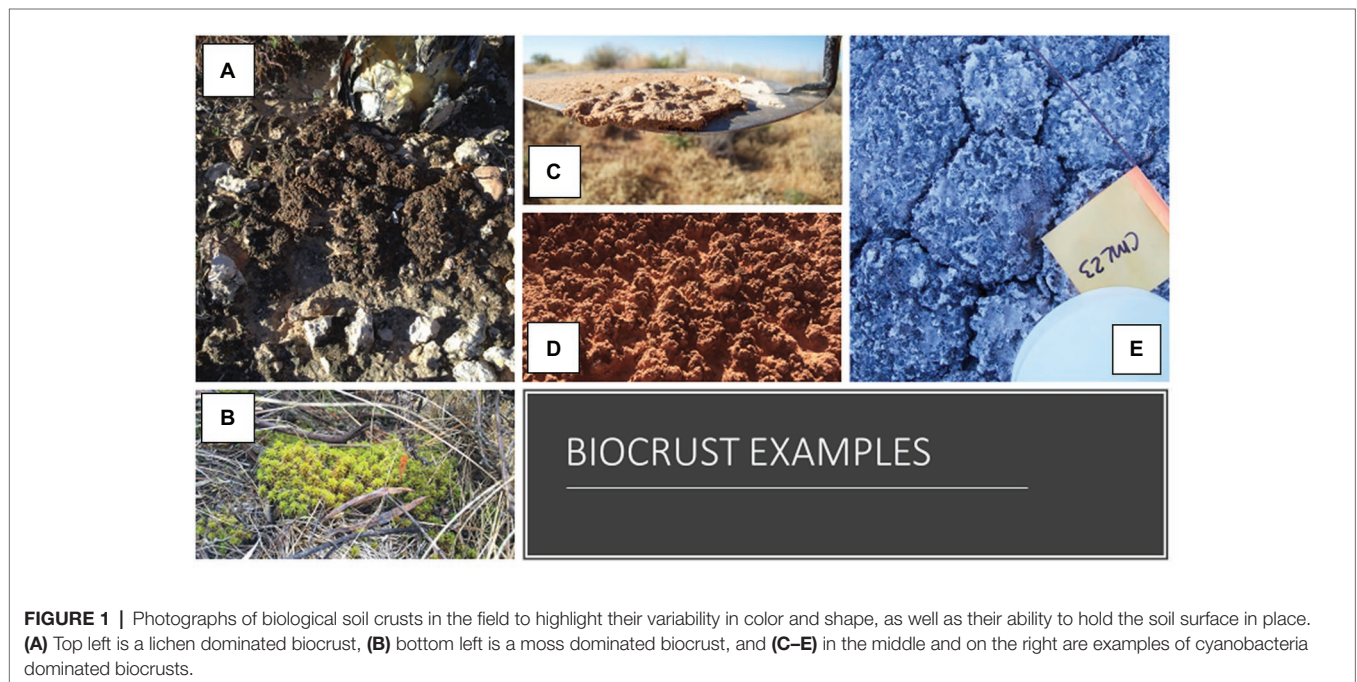 A
C
E
D
CML23
B
BIOCRUST EXAMPLES
FIGURE 1 | Photographs of biological soil crusts in the field to highlight their variability in color and shape, as well as their ability to hold the soil surface in place.
(A) Top left is a lichen dominated biocrust, (B) bottom left is a moss dominated biocrust, and (C–E) in the middle and on the right are examples of cyanobacteria
dominated biocrusts.